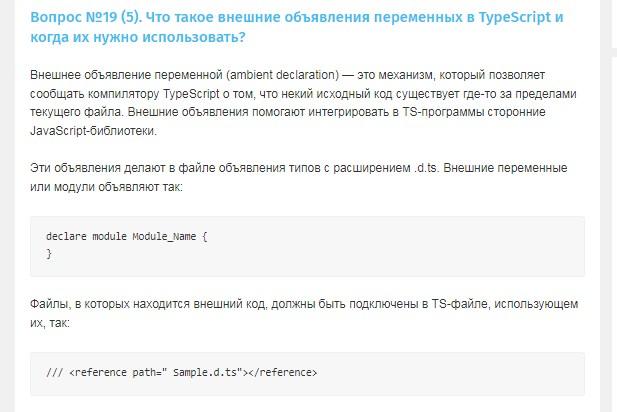 Вопрос №19 (5). Что такое внешние объявления переменных в TypeScript и
когда их нужно использовать?
Внешнее объявление переменной (ambient declaration) — это механизм, который позволяет
сообщать компилятору TypeScript о том, что некий исходный код существует где-то за пределами
текущего файла. Внешние объявления помогают интегрировать в TS-программы сторонние
JavaScript-библиотеки.
Эти объявления делают в файле объявления типов с расширением .d.ts. Внешние переменные
или модули объявляют так:
declare module Module_Name {
}
Файлы, в которых находится внешний код, должны быть подключены в TS-файле, использующем
их, так:
/// <reference path=" Sample.d.ts"></reference>